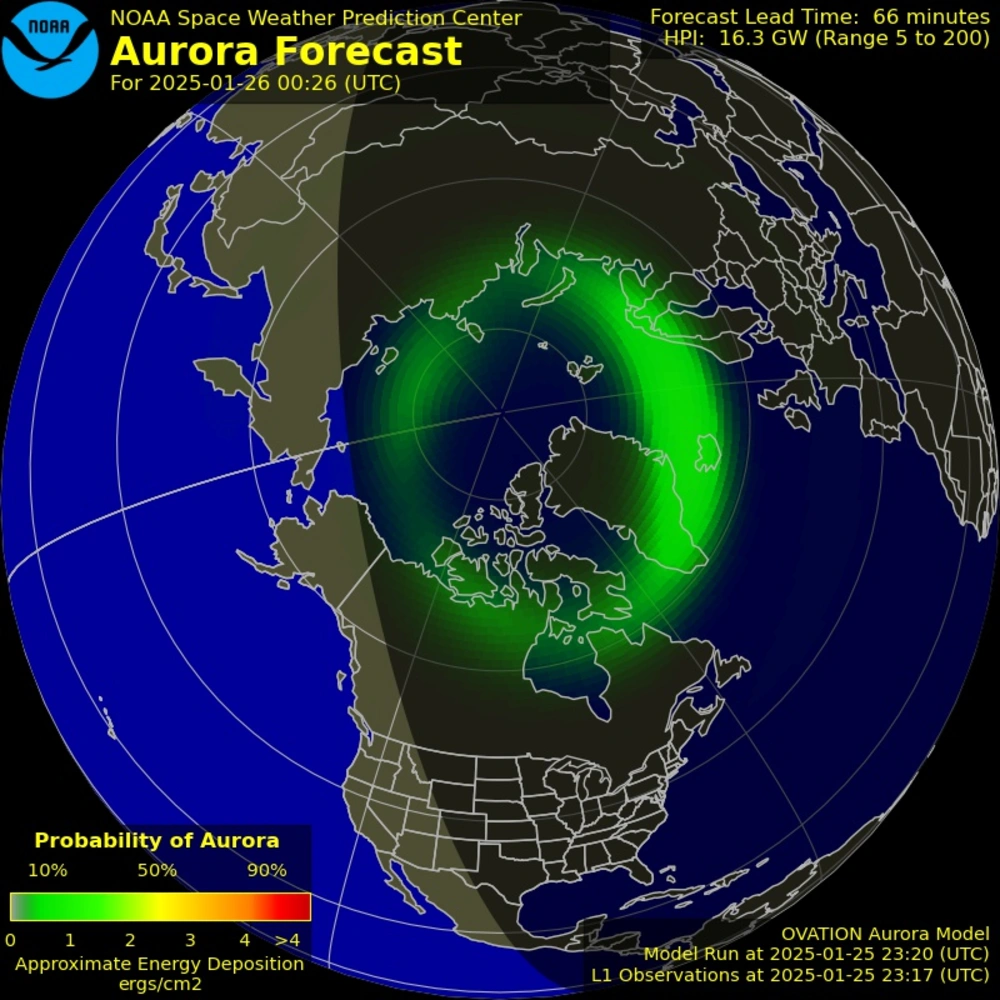 NOAA
NOAA Space Weather Prediction Center
Aurora Forecast
For 2025-01-26 00:26 (UTC)
Forecast Lead Time: 66 minutes
HPI: 16.3 GW (Range 5 to 200)
Probability of Aurora
10% 50% 90%
0 1 2 3 4 >4
Approximate Energy Deposition
ergs/cm2
OVATION Aurora Model
Model Run at 2025-01-25 23:20 (UTC)
L1 Observations at 2025-01-25 23:17 (UTC)